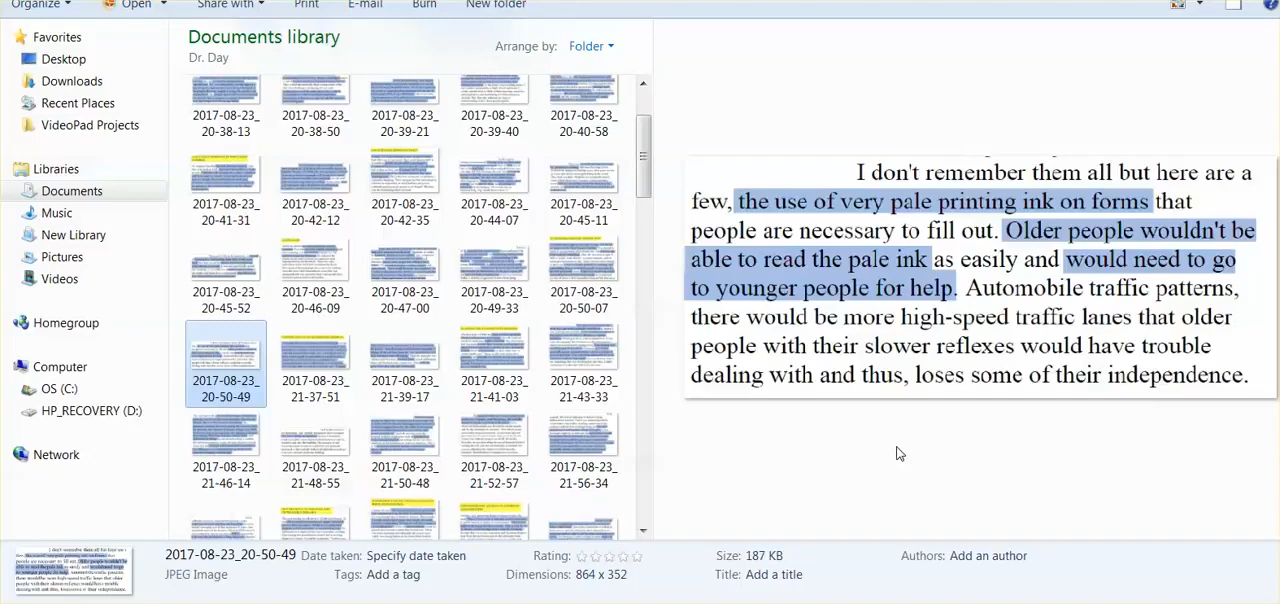 Organize
Open
Share with
Print
E-mail
Burn
New folder
Favorites
Desktop
Downloads
Recent Places
VideoPad Projects
Libraries
Documents
Music
New Library
Pictures
Videos
Homegroup
Computer
OS (C:)
HP_RECOVERY (D:)
Network
Documents library
Dr. Day
Arrange by: Folder
2017-08-23_
20-38-13
2017-08-23_
20-38-50
2017-08-23_
20-39-21
2017-08-23_
20-39-40
2017-08-23_
20-40-58
2017-08-23_
20-41-31
2017-08-23_
20-42-12
2017-08-23_
20-42-35
2017-08-23_
20-44-07
2017-08-23_
20-45-11
2017-08-23_
20-45-52
2017-08-23_
20-46-09
2017-08-23_
20-47-00
2017-08-23_
20-49-33
2017-08-23_
20-50-07
2017-08-23_
20-50-49
2017-08-23_
21-37-51
2017-08-23_
21-39-17
2017-08-23_
21-41-03
2017-08-23_
21-43-33
2017-08-23_
21-46-14
2017-08-23_
21-48-55
2017-08-23_
21-50-48
2017-08-23_
21-52-57
2017-08-23_
21-56-34
I don't remember them all but here are a
few, the use of very pale printing ink on forms that
people are necessary to fill out. Older people wouldn't be
able to read the pale ink as easily and would need to go
to younger people for help. Automobile traffic patterns,
there would be more high-speed traffic lanes that older
people with their slower reflexes would have trouble
dealing with and thus, loses some of their independence.
2017-08-23_20-50-49 Date taken: Specify date taken
JPEG Image
Tags: Add a tag
Rating:
Dimensions: 864 x 352
Size: 187 KB
Title: Add a title
Authors: Add an author